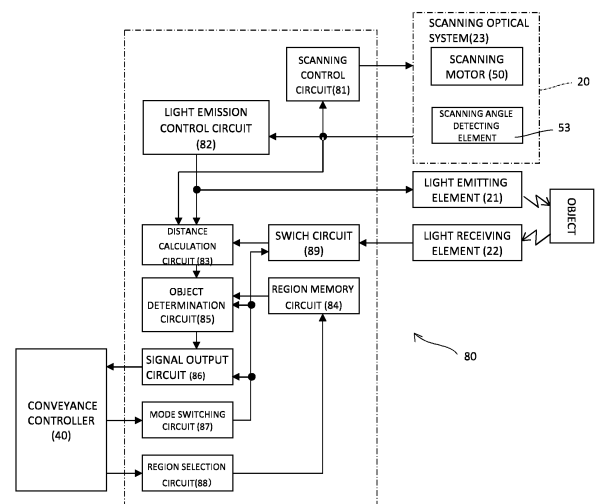 SCANNING OPTICAL
SYSTEM(23)
SCANNING
MOTOR (50)
SCANNING
CONTROL
CIRCUIT(81)
20
SCANNING ANGLE
DETECTING
ELEMENT
53
LIGHT EMISSION
CONTROL CIRCUIT
(82)
LIGHT EMITTING
ELEMENT (21)
OBJECT
DISTANCE
CALCULATION
CIRCUIT (83)
SWICH CIRCUIT
(89)
LIGHT RECEIVING
ELEMENT (22)
OBJECT
DETERMINATION
CIRCUIT(85)
REGION MEMORY
CIRCUIT (84)
80
SIGNAL OUTPUT
CIRCUIT (86)
CONVEYANCE
CONTROLLER
(40)
MODE SWITCHING
CIRCUIT (87)
REGION SELECTION
CIRCUIT(88)